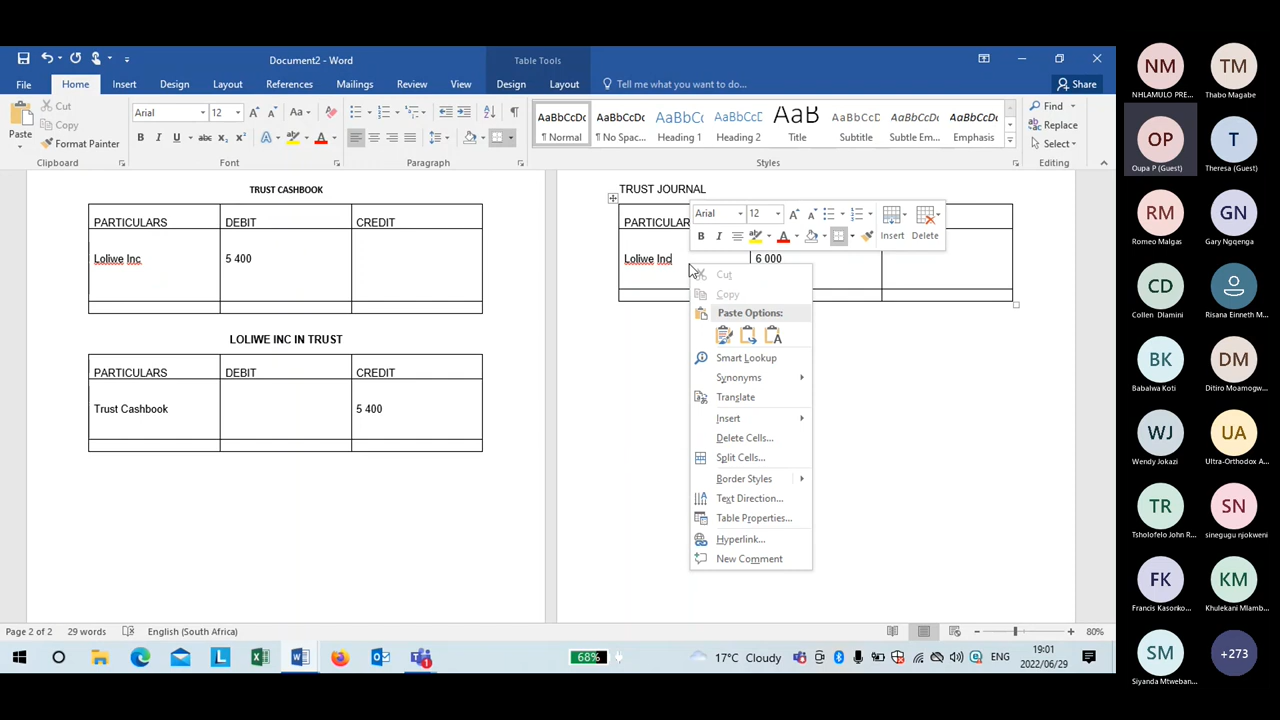 Document2 - Word
Table Tools
File
Home
Insert
Design
Layout
References
Mailings
Review
View
Design
Layout
Tell me what you want to do...
Share
Paste
Cut
Copy
Format Painter
Clipboard
Arial
12
Aa
B I U abc x₂ x²
A
Font
Paragraph
AaBbCcDc
¶ Normal
AaBbCcDc
¶ No Spac...
AaBbC
Heading 1
AaBbCcD
Heading 2
AaB
Title
AaBbCcD
Subtitle
AaBbCcDc
Subtle Em...
AaBbCcDc
Emphasis
Styles
Find
Replace
Select
Editing
TRUST CASHBOOK
PARTICULARS DEBIT CREDIT
Loliwe Inc 5 400
LOLIWE INC IN TRUST
PARTICULARS DEBIT CREDIT
Trust Cashbook 5 400
TRUST JOURNAL
PARTICULAR
Loliwe Inc 6 000
Arial
12
B I
A
Insert
Delete
Cut
Copy
Paste Options:
Smart Lookup
Synonyms
Translate
Insert
Delete Cells...
Split Cells...
Border Styles
Text Direction...
Table Properties...
Hyperlink...
New Comment
Page 2 of 2
29 words
English (South Africa)
80%
68%
17°C Cloudy
ENG
19:01
2022/06/29
NM
NHLAMULO PRE...
TM
Thabo Magabe
OP
Oupa P (Guest)
T
Theresa (Guest)
RM
Romeo Malgas
GN
Gary Ngqenga
CD
Collen Dlamini
Risana Einneth M...
BK
Babalwa Koti
DM
Ditiro Moamogw...
WJ
Wendy Jokazi
UA
Ultra-Orthodox A...
TR
Tsholofelo John R...
SN
sinegugu njokweni
FK
Francis Kasonko...
KM
Khulekani Mlamb...
SM
Siyanda Mtweban...
+273